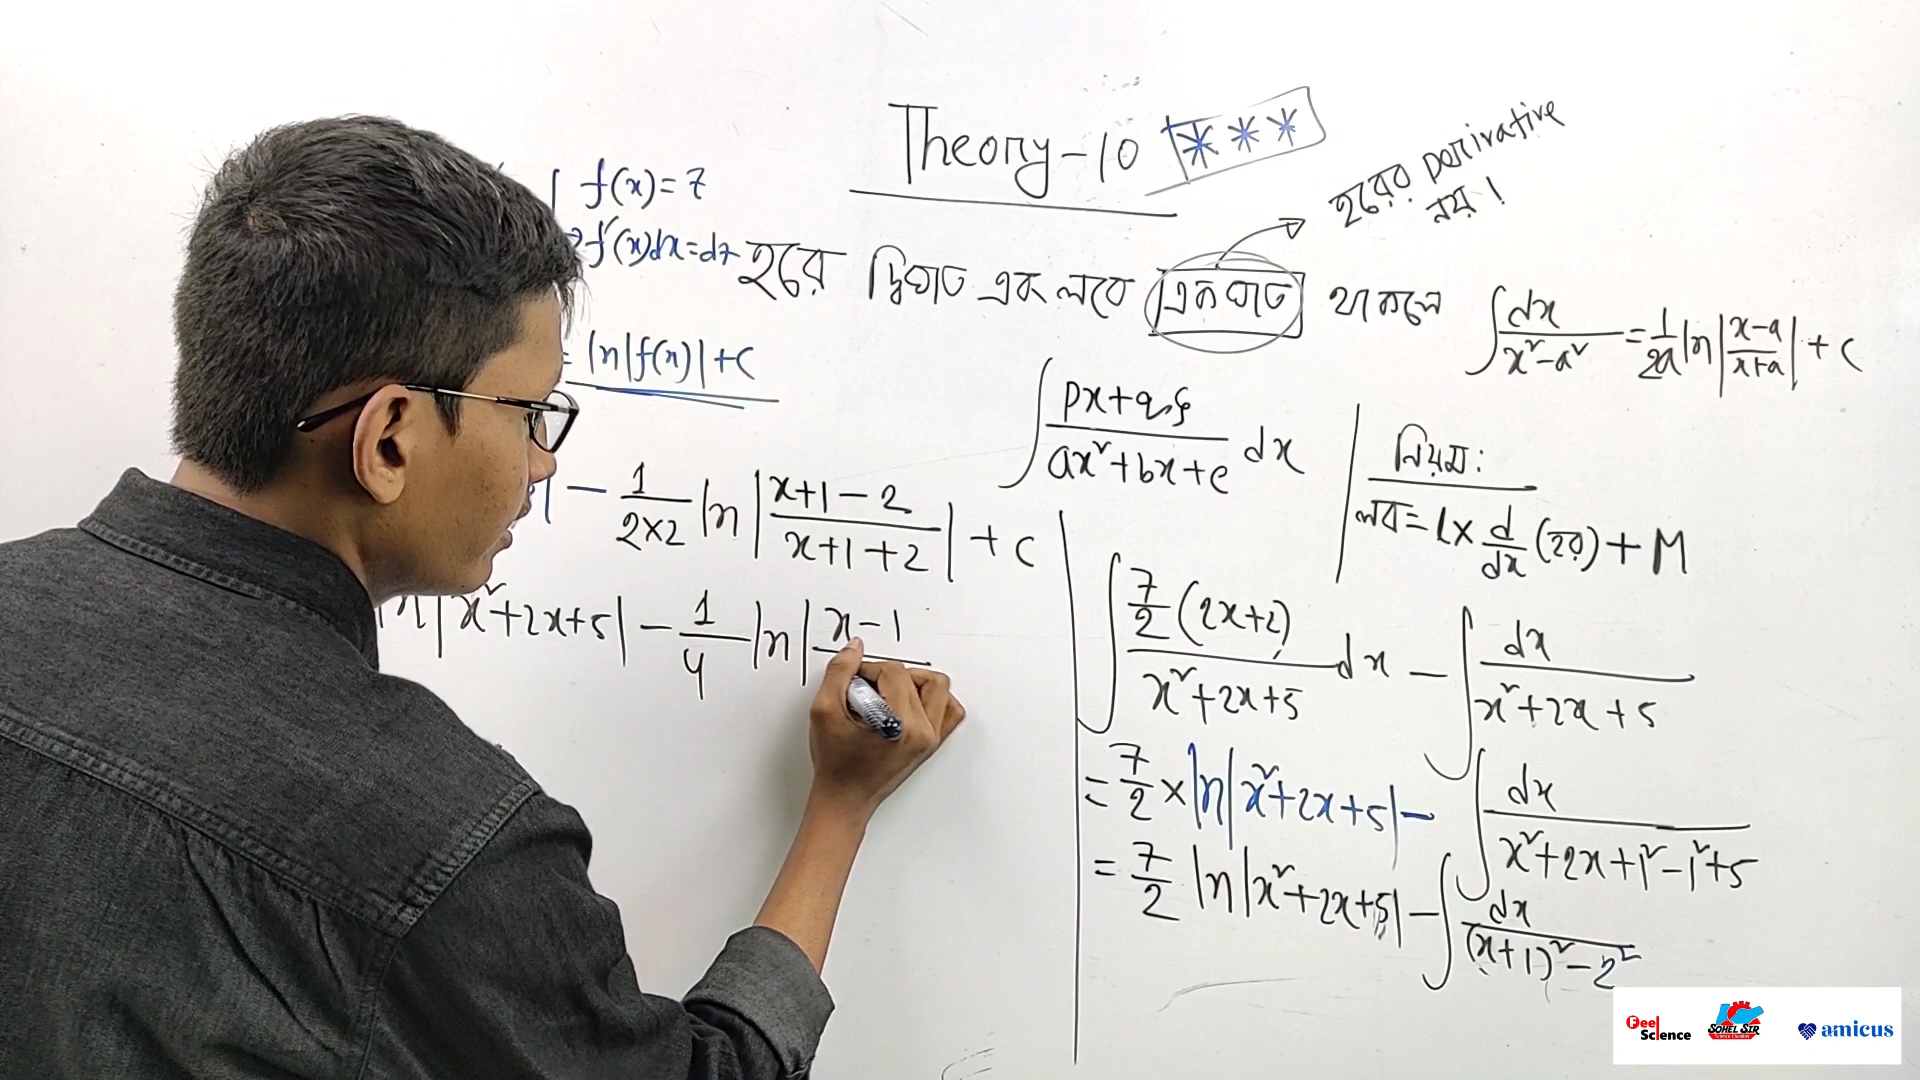 Theory-10 ***
হরের Derivative
নয়।
f(x)=z
⇒f'(x)dx=dz
হরে দ্বিঘাত এবং লবে একঘাত থাকলে
∫ dx/(x²-a²) = 1/2a ln|(x-a)/(x+a)| + c
= ln|f(x)|+c
∫ (px+q)/(ax²+bx+c) dx
নিয়ম:
লব = l× d/dx (হর) + M
- 1/(2×2) ln|(x+1-2)/(x+1+2)| + c
ln|x²+2x+5| - 1/4 ln|x-1
∫ 7/2 (2x+2)/(x²+2x+5) dx - ∫ dx/(x²+2x+5)
= 7/2 × ln|x²+2x+5| - ∫ dx/(x²+2x+1²-1²+5)
= 7/2 ln|x²+2x+5| - ∫ dx/((x+1)²-2²)
Feel Science
SOHEL SIR
amicus